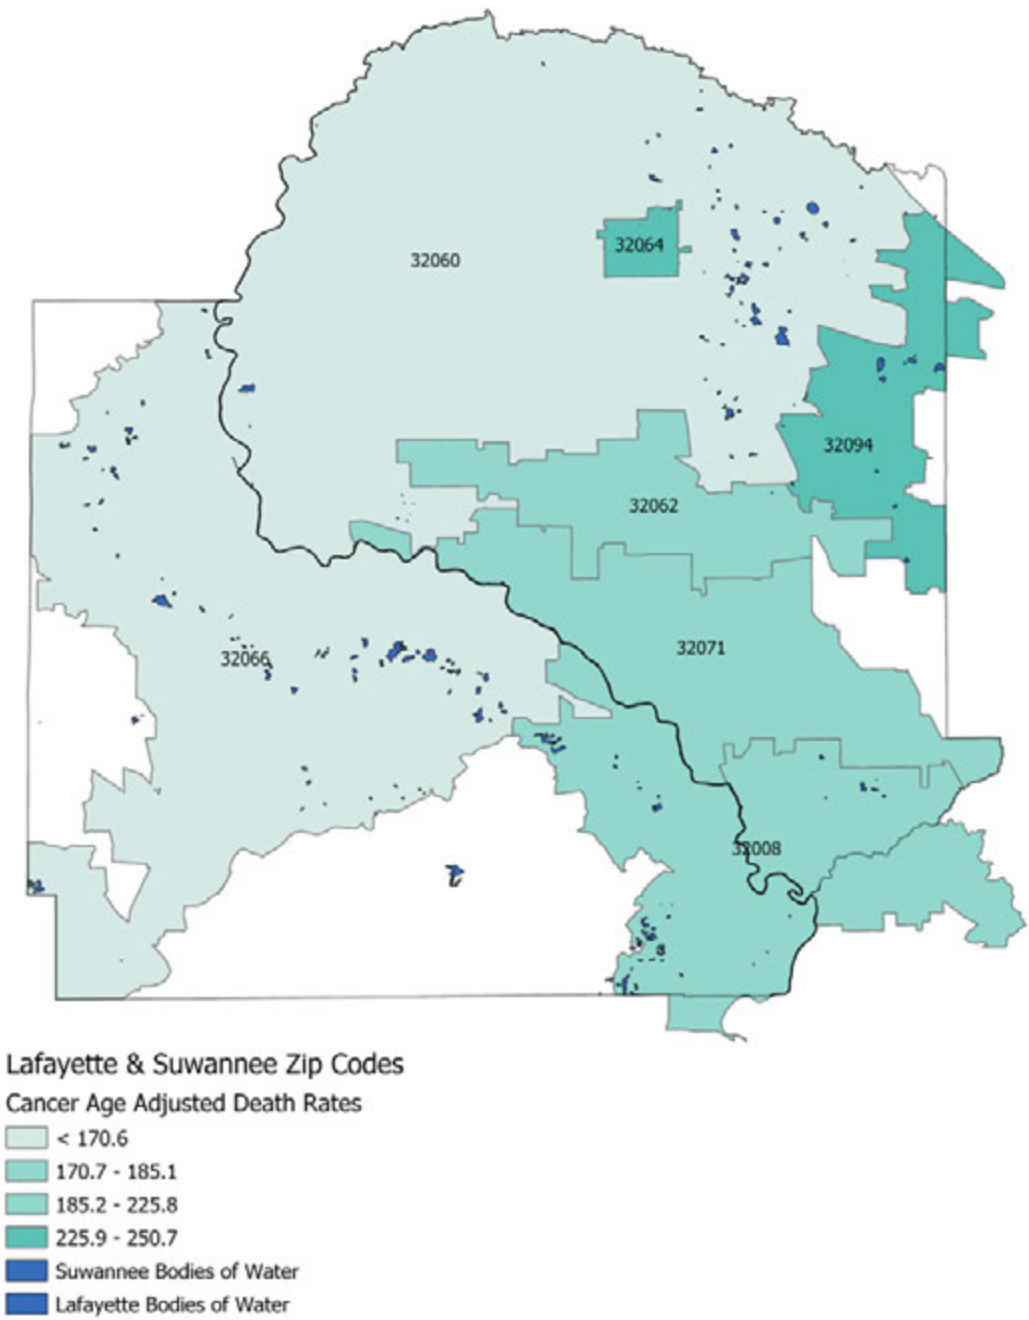 32060
32064
32094
32062
32071
32066
32008
Lafayette & Suwannee Zip Codes
Cancer Age Adjusted Death Rates
< 170.6
170.7 - 185.1
185.2 - 225.8
225.9 - 250.7
Suwannee Bodies of Water
Lafayette Bodies of Water